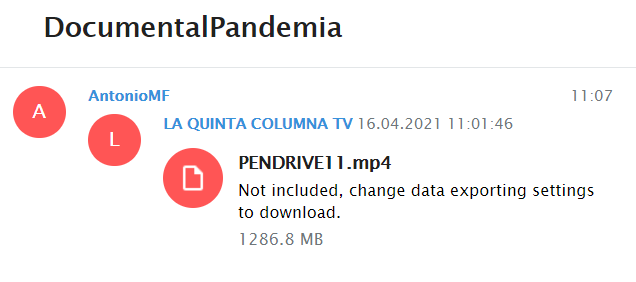 DocumentalPandemia
A
AntonioMF
11:07
L
LA QUINTA COLUMNA TV 16.04.2021 11:01:46
PENDRIVE11.mp4
Not included, change data exporting settings
to download.
1286.8 MB